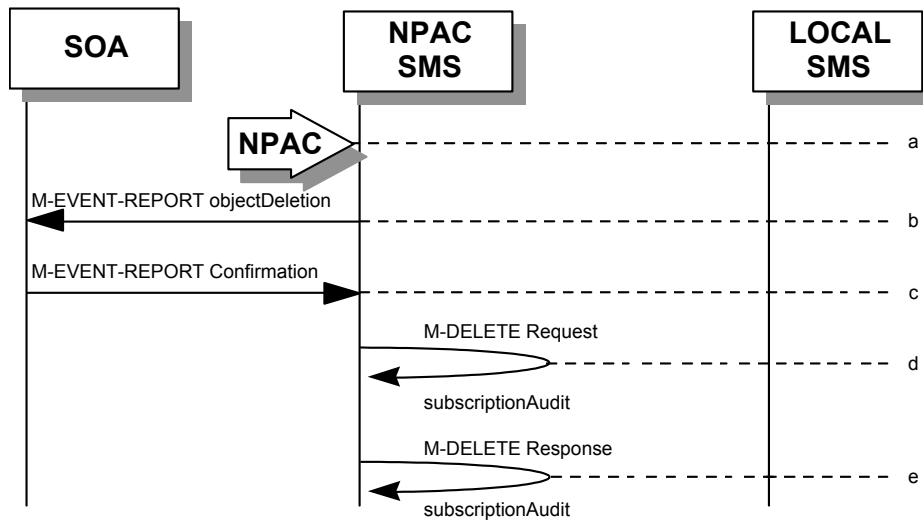 SOA
NPAC
SMS
LOCAL
SMS
NPAC
a
M-EVENT-REPORT objectDeletion
b
M-EVENT-REPORT Confirmation
c
M-DELETE Request
d
subscriptionAudit
M-DELETE Response
e
subscriptionAudit